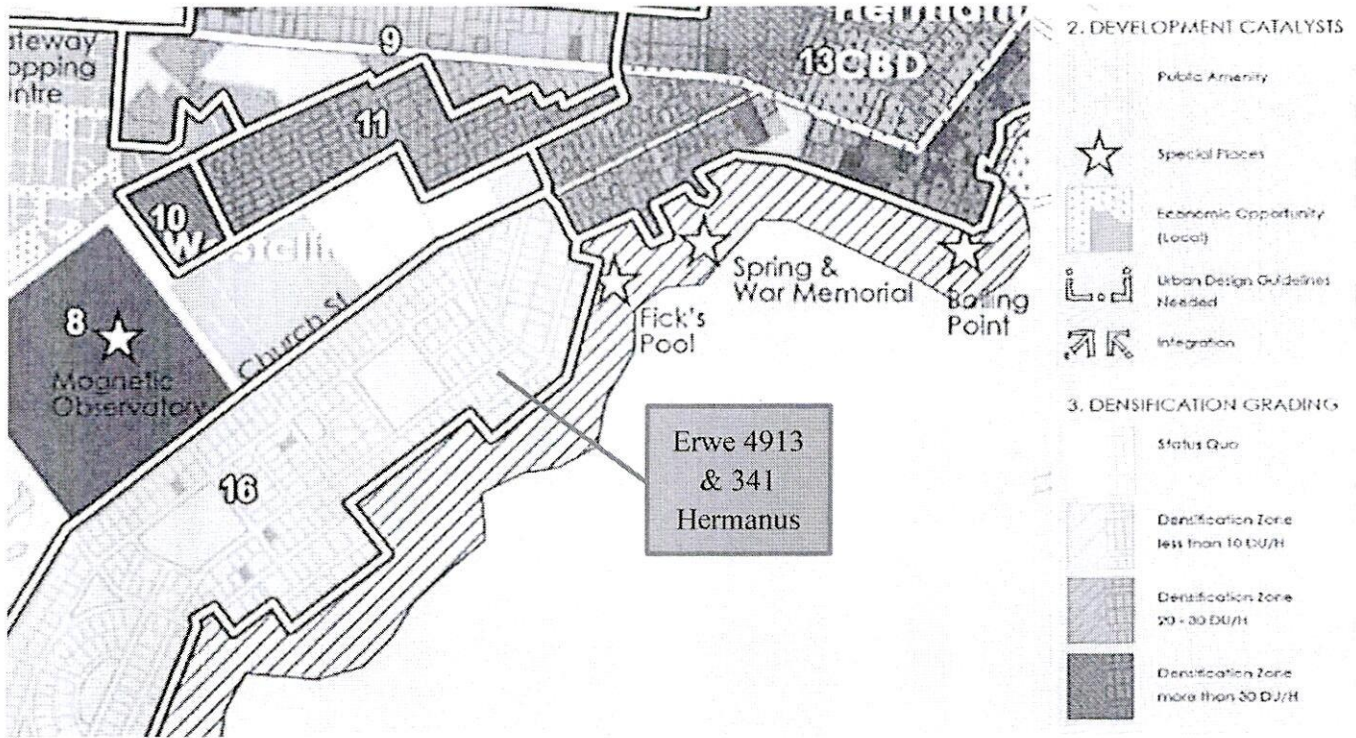 ateway
opping
ntre
9
13 CBD
11
10
W
8
Magnetic
Observatory
Church St
16
Fick's
Pool
Spring &
War Memorial
Point
Erwe 4913
& 341
Hermanus
2. DEVELOPMENT CATALYSTS
Public Amenity
Special Places
Economic Opportunity
(Local)
Urban Design Guidelines
Needed
Integration
3. DENSIFICATION GRADING
Status Quo
Densification Zone
less than 10 DU/H
Densification Zone
20 - 30 DU/H
Densification Zone
more than 30 DU/H